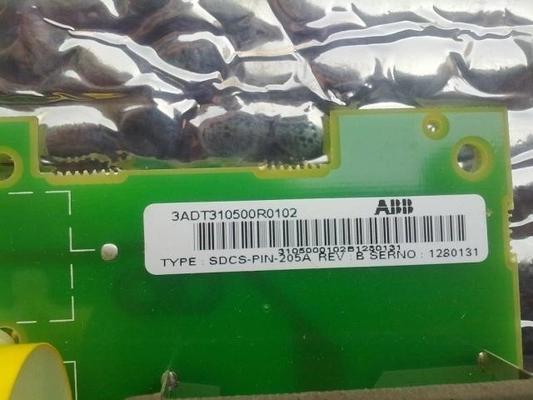 3ADT310500R0102 ABB
3105000102B1280131
TYPE : SDCS-PIN-205A REV : B SERNO : 1280131